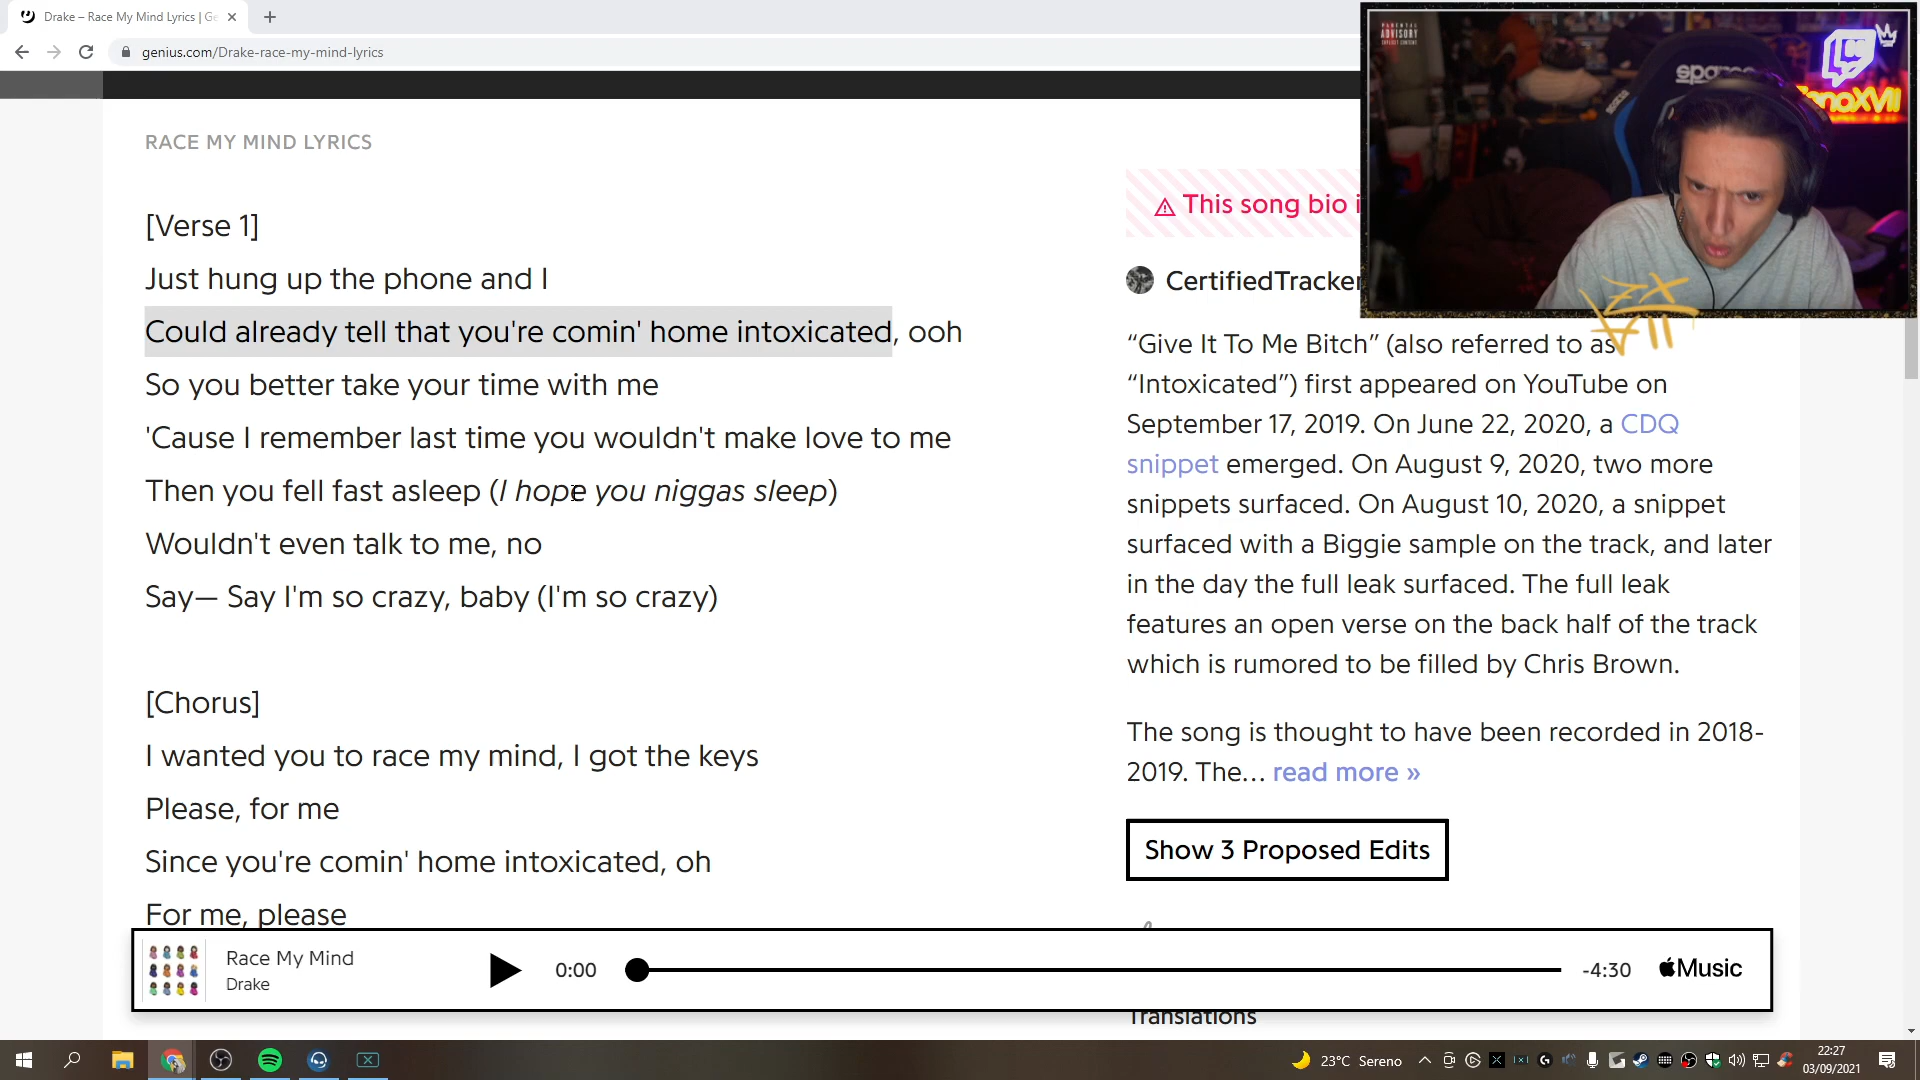 Drake – Race My Mind Lyrics | Ge
genius.com/Drake-race-my-mind-lyrics
RACE MY MIND LYRICS
[Verse 1]
Just hung up the phone and I
Could already tell that you're comin' home intoxicated, ooh
So you better take your time with me
'Cause I remember last time you wouldn't make love to me
Then you fell fast asleep (I hope you niggas sleep)
Wouldn't even talk to me, no
Say— Say I'm so crazy, baby (I'm so crazy)
[Chorus]
I wanted you to race my mind, I got the keys
Please, for me
Since you're comin' home intoxicated, oh
For me, please
This song bio i
CertifiedTracker
“Give It To Me Bitch” (also referred to as
“Intoxicated”) first appeared on YouTube on
September 17, 2019. On June 22, 2020, a CDQ
snippet emerged. On August 9, 2020, two more
snippets surfaced. On August 10, 2020, a snippet
surfaced with a Biggie sample on the track, and later
in the day the full leak surfaced. The full leak
features an open verse on the back half of the track
which is rumored to be filled by Chris Brown.
The song is thought to have been recorded in 2018-
2019. The… read more »
Show 3 Proposed Edits
Translations
Race My Mind
Drake
0:00
-4:30
Music
PARENTAL
ADVISORY
EXPLICIT CONTENT
sparco
23°C Sereno
22:27
03/09/2021